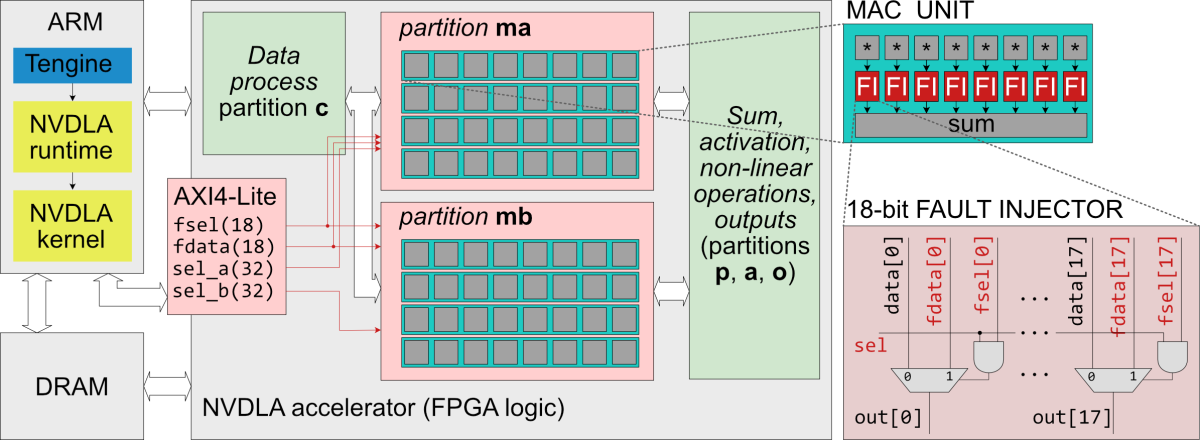 ARM
Tengine
NVDLA
runtime
NVDLA
kernel
DRAM
Data
process
partition c
AXI4-Lite
fsel(18)
fdata(18)
sel_a(32)
sel_b(32)
partition ma
partition mb
Sum,
activation,
non-linear
operations,
outputs
(partitions
p, a, o)
NVDLA accelerator (FPGA logic)
MAC UNIT
* * * * * * * *
FI FI FI FI FI FI FI FI
sum
18-bit FAULT INJECTOR
data[0]
fdata[0]
fsel[0]
...
data[17]
fdata[17]
fsel[17]
sel
...
0 1
...
0 1
out[0]
out[17]